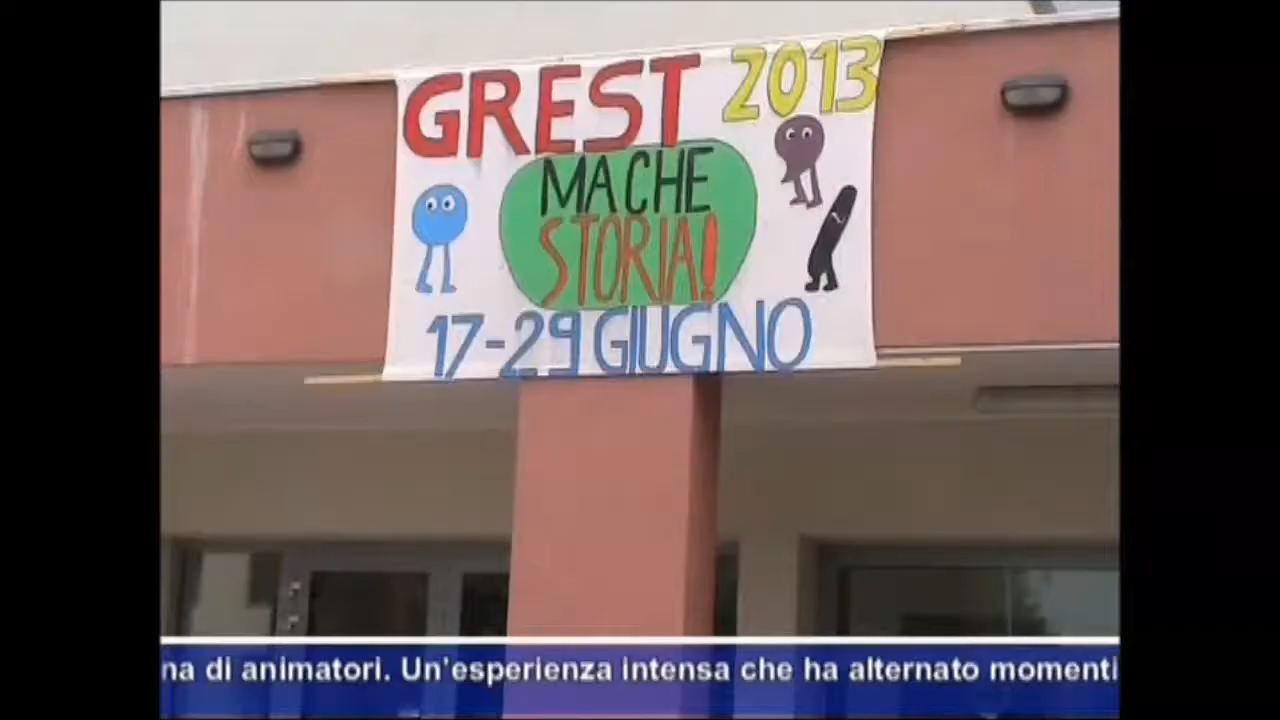 GREST 2013
MA CHE
STORIA!
17-29 GIUGNO
na di animatori. Un'esperienza intensa che ha alternato momenti